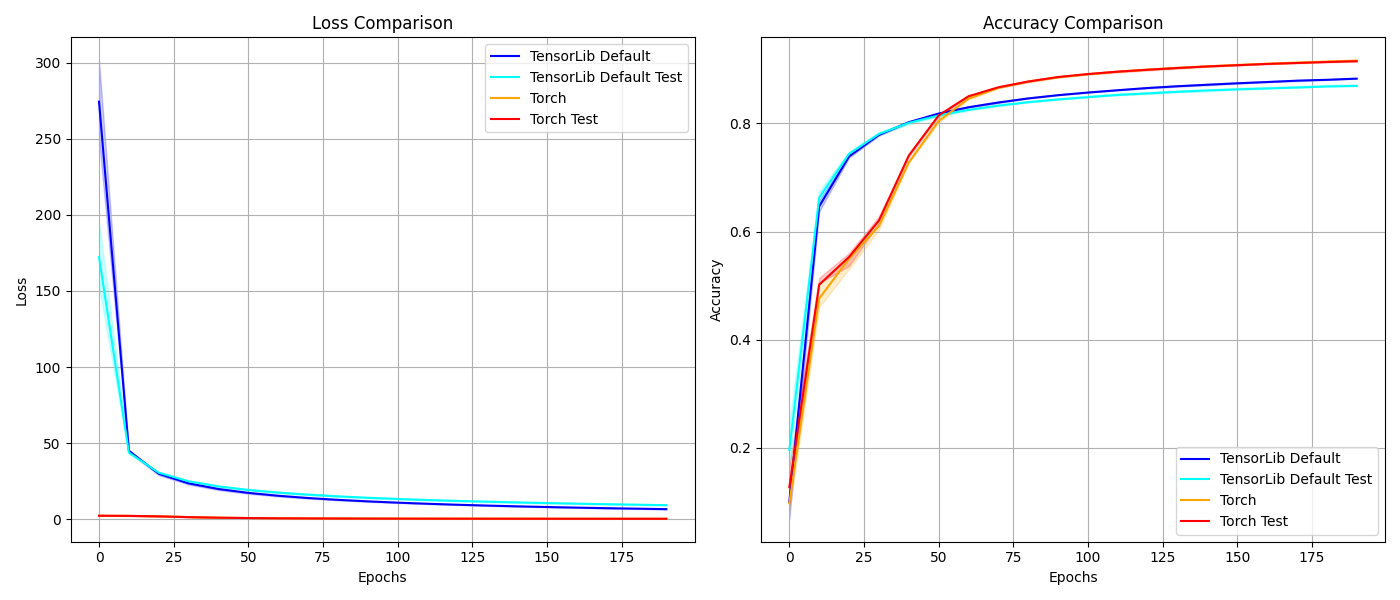 Loss Comparison
300
250
200
150
100
50
0
Loss
0 25 50 75 100 125 150 175
Epochs
TensorLib Default
TensorLib Default Test
Torch
Torch Test
Accuracy Comparison
0.8
0.6
0.4
0.2
Accuracy
0 25 50 75 100 125 150 175
Epochs
TensorLib Default
TensorLib Default Test
Torch
Torch Test